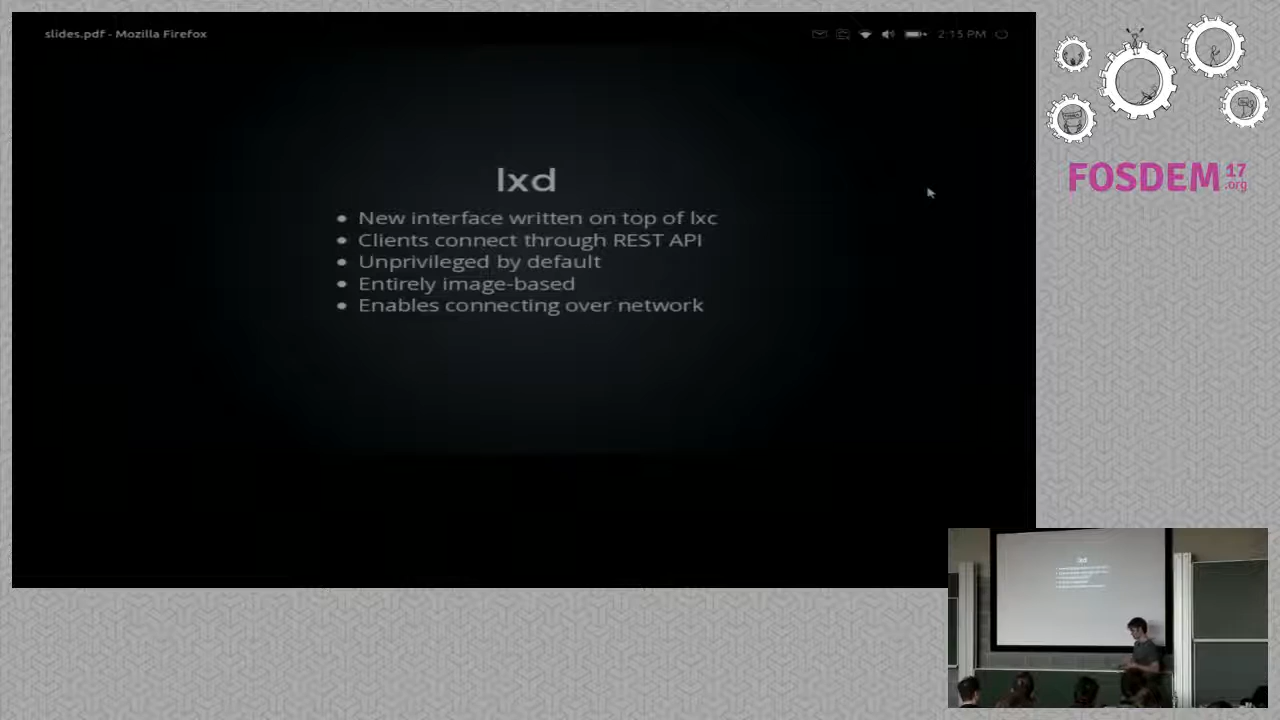 slides.pdf - Mozilla Firefox
2:15 PM
lxd
New interface written on top of lxc
Clients connect through REST API
Unprivileged by default
Entirely image-based
Enables connecting over network
FOSDEM 17
.org
lxd